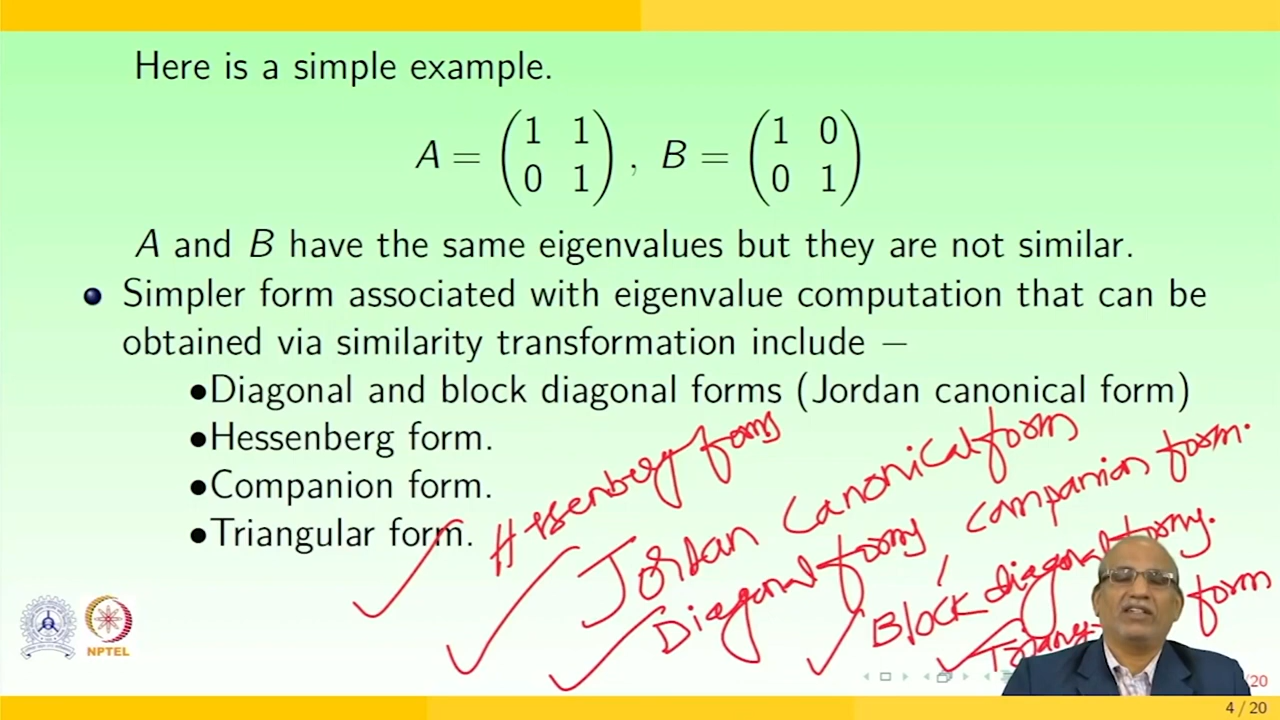 Here is a simple example.
A = (1 1 0 1), B = (1 0 0 1)
A and B have the same eigenvalues but they are not similar.
Simpler form associated with eigenvalue computation that can be
obtained via similarity transformation include –
•Diagonal and block diagonal forms (Jordan canonical form)
•Hessenberg form.
•Companion form.
•Triangular form.
Hessenberg form
Jordan Canonical form
Diagonal form, companion form.
Block diagonal form.
form
NPTEL
/20
4 / 20